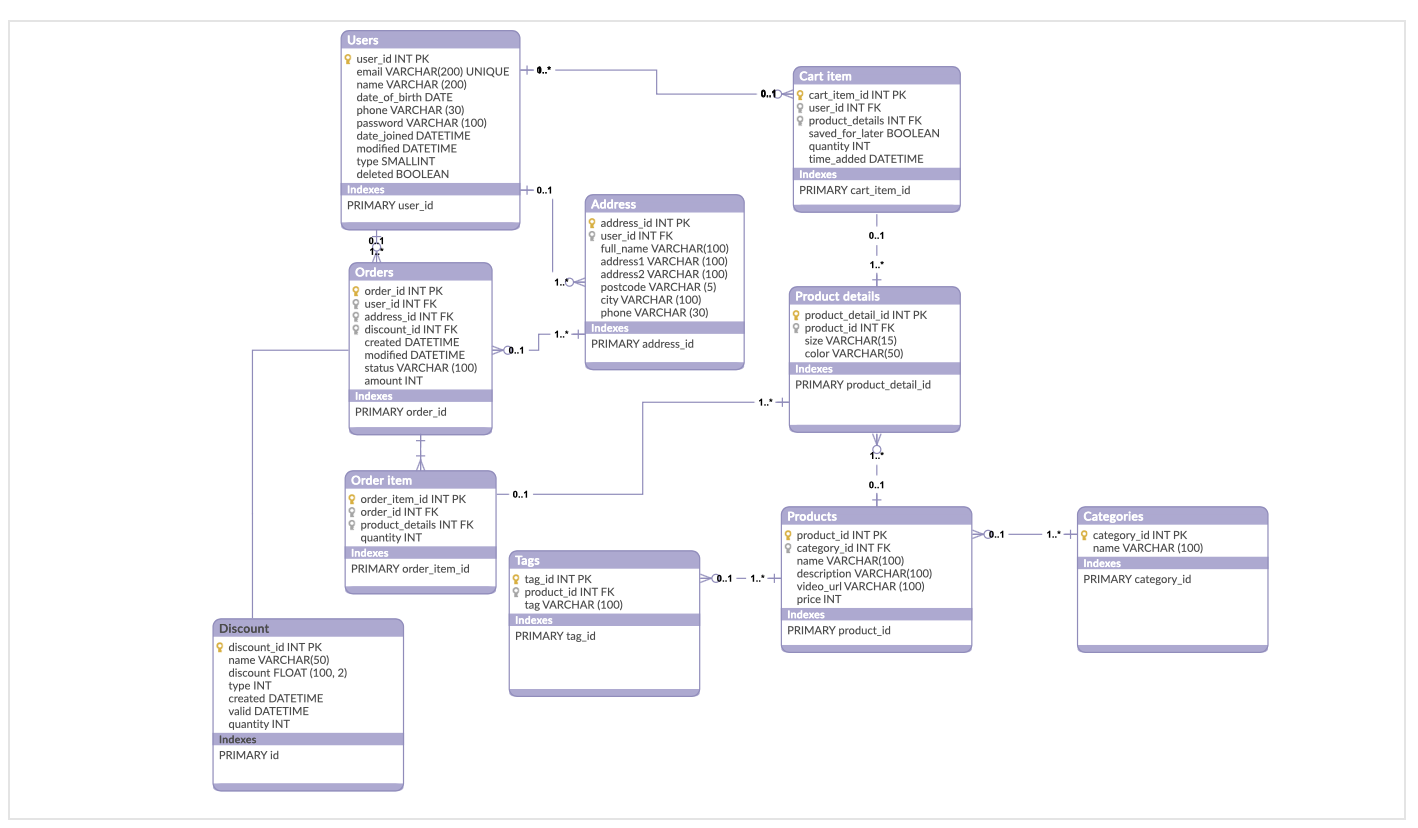 Users
user_id INT PK
email VARCHAR(200) UNIQUE
name VARCHAR (200)
date_of_birth DATE
phone VARCHAR (30)
password VARCHAR (100)
date_joined DATETIME
modified DATETIME
type SMALLINT
deleted BOOLEAN
Indexes
PRIMARY user_id
0..1
0..1
1..*
0..1
Cart item
cart_item_id INT PK
user_id INT FK
product_details INT FK
saved_for_later BOOLEAN
quantity INT
time_added DATETIME
Indexes
PRIMARY cart_item_id
0..1
1..*
Address
address_id INT PK
user_id INT FK
full_name VARCHAR(100)
address1 VARCHAR (100)
address2 VARCHAR (100)
postcode VARCHAR (5)
city VARCHAR (100)
phone VARCHAR (30)
Indexes
PRIMARY address_id
1..*
1..*
0..1
Orders
order_id INT PK
user_id INT FK
address_id INT FK
discount_id INT FK
created DATETIME
modified DATETIME
status VARCHAR (100)
amount INT
Indexes
PRIMARY order_id
Product details
product_detail_id INT PK
product_id INT FK
size VARCHAR(15)
color VARCHAR(50)
Indexes
PRIMARY product_detail_id
1..*
0..1
1..*
0..1
Order item
order_item_id INT PK
order_id INT FK
product_details INT FK
quantity INT
Indexes
PRIMARY order_item_id
Tags
tag_id INT PK
product_id INT FK
tag VARCHAR (100)
Indexes
PRIMARY tag_id
0..1
1..*
Products
product_id INT PK
category_id INT FK
name VARCHAR(100)
description VARCHAR(100)
video_url VARCHAR (100)
price INT
Indexes
PRIMARY product_id
0..1
1..*
Categories
category_id INT PK
name VARCHAR (100)
Indexes
PRIMARY category_id
Discount
discount_id INT PK
name VARCHAR(50)
discount FLOAT (100, 2)
type INT
created DATETIME
valid DATETIME
quantity INT
Indexes
PRIMARY id